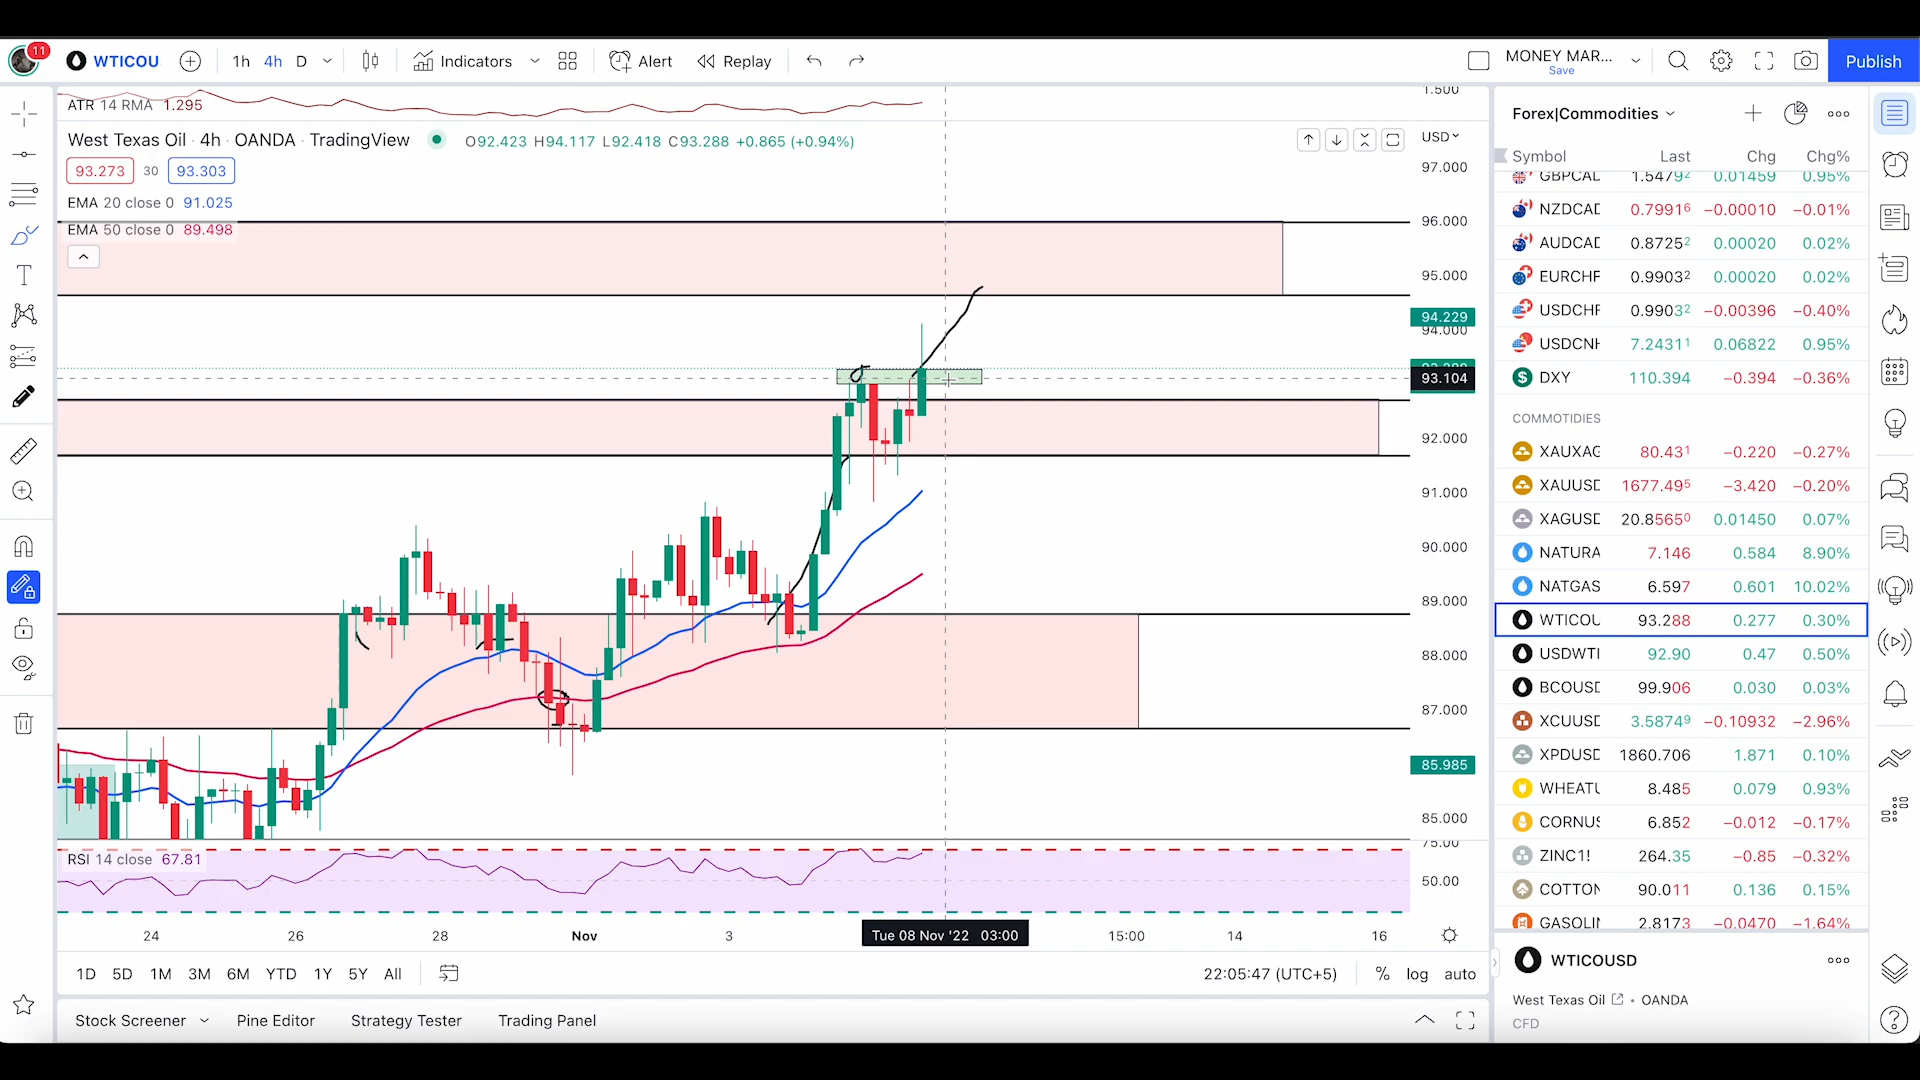 11 WTICOU 1h 4h D Indicators Alert Replay MONEY MAR... Save Publish
ATR 14 RMA 1.295
West Texas Oil · 4h · OANDA · TradingView O92.423 H94.117 L92.418 C93.288 +0.865 (+0.94%)
93.273 30 93.303
EMA 20 close 0 91.025
EMA 50 close 0 89.498
1.500
USD
97.000
96.000
95.000
94.229
94.000
93.104
92.000
91.000
90.000
89.000
88.000
87.000
85.985
85.000
75.00
RSI 14 close 67.81
50.00
24 26 28 Nov 3 Tue 08 Nov '22 03:00 15:00 14 16
1D 5D 1M 3M 6M YTD 1Y 5Y All 22:05:47 (UTC+5) % log auto
Stock Screener Pine Editor Strategy Tester Trading Panel
Forex|Commodities
Symbol Last Chg Chg%
GBPCAD 1.54792 0.01459 0.95%
NZDCAD 0.79916 −0.00010 −0.01%
AUDCAD 0.87252 0.00020 0.02%
EURCHF 0.99032 0.00020 0.02%
USDCHF 0.99032 −0.00396 −0.40%
USDCNH 7.24311 0.06822 0.95%
DXY 110.394 −0.394 −0.36%
COMMOTIDIES
XAUXAG 80.431 −0.220 −0.27%
XAUUSD 1677.495 −3.420 −0.20%
XAGUSD 20.85650 0.01450 0.07%
NATURA 7.146 0.584 8.90%
NATGAS 6.597 0.601 10.02%
WTICOU 93.288 0.277 0.30%
USDWTI 92.90 0.47 0.50%
BCOUSD 99.906 0.030 0.03%
XCUUSD 3.58749 −0.10932 −2.96%
XPDUSD 1860.706 1.871 0.10%
WHEATU 8.485 0.079 0.93%
CORNUS 6.852 −0.012 −0.17%
ZINC1! 264.35 −0.85 −0.32%
COTTON 90.011 0.136 0.15%
GASOLIN 2.8173 −0.0470 −1.64%
WTICOUSD
West Texas Oil • OANDA
CFD